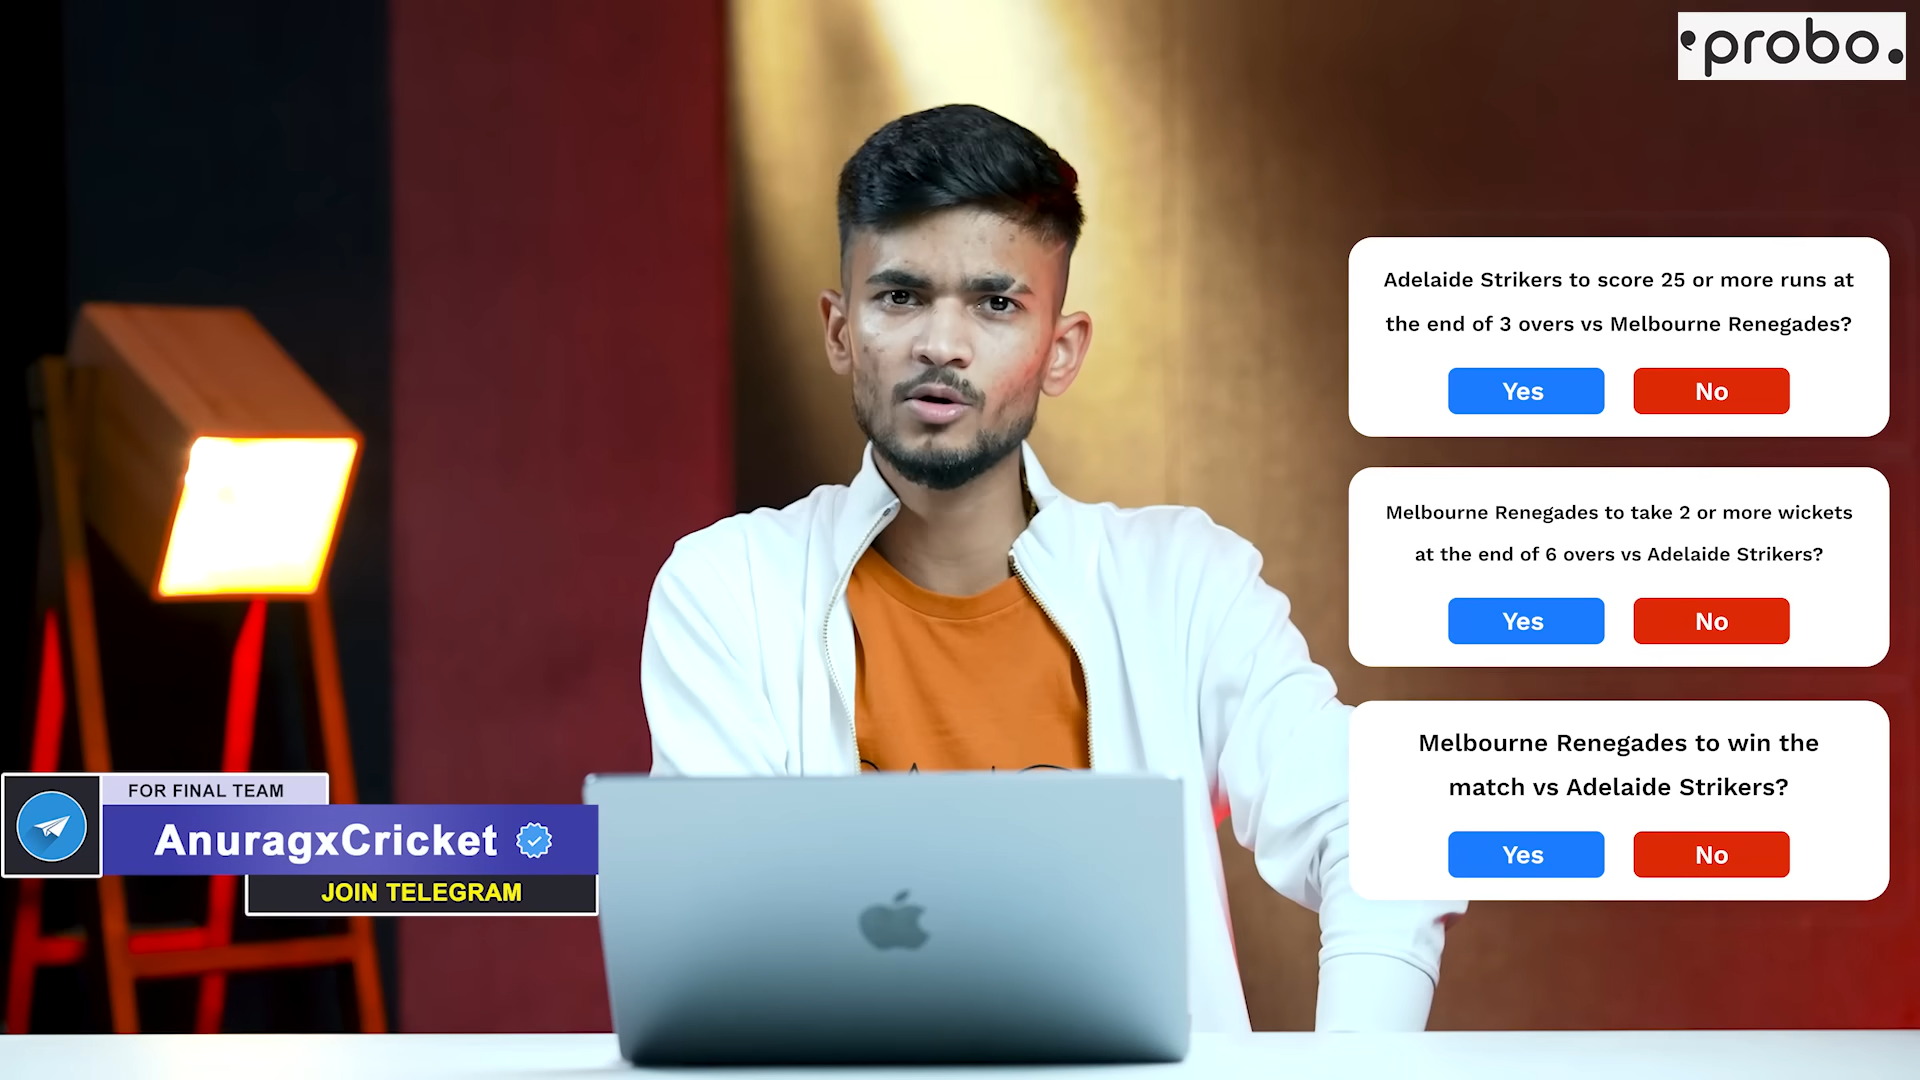 probo.
Adelaide Strikers to score 25 or more runs at
the end of 3 overs vs Melbourne Renegades?
Yes No
Melbourne Renegades to take 2 or more wickets
at the end of 6 overs vs Adelaide Strikers?
Yes No
Melbourne Renegades to win the
match vs Adelaide Strikers?
Yes No
FOR FINAL TEAM
AnuragxCricket
JOIN TELEGRAM